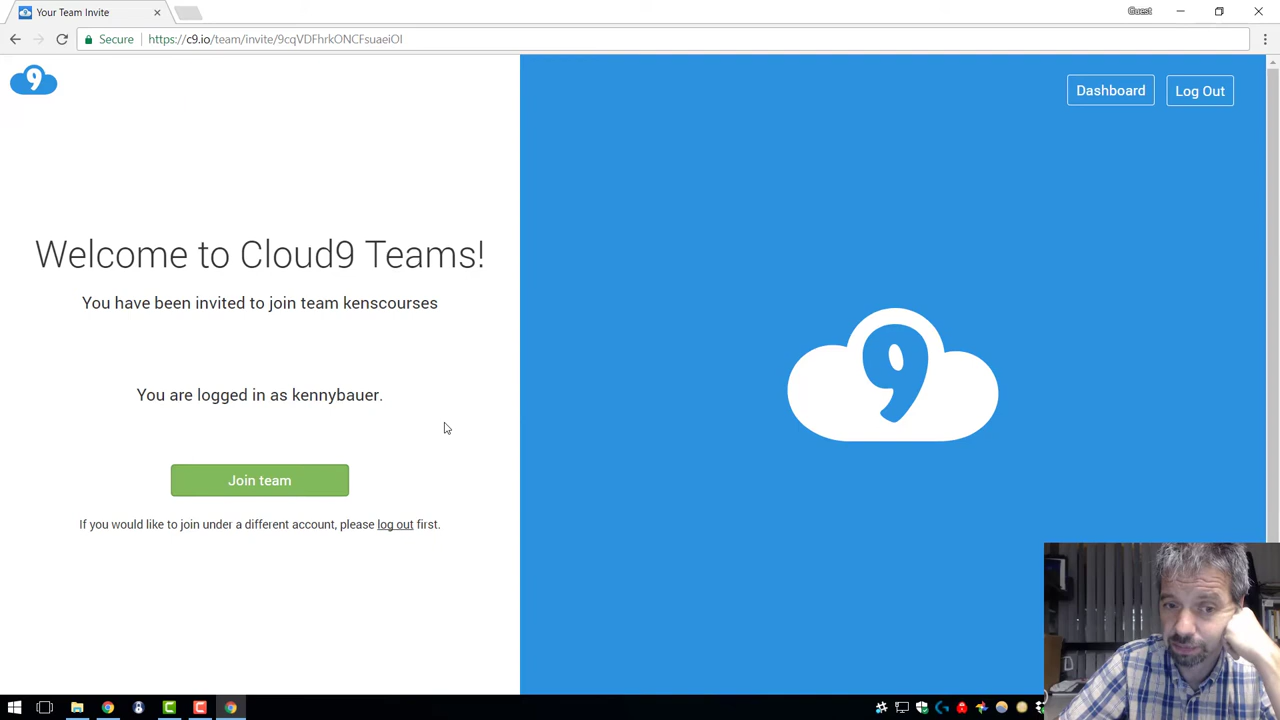 Your Team Invite
Guest
Secure
https://c9.io/team/invite/9cqVDFhrkONCFsuaeiOI
9
Dashboard
Log Out
Welcome to Cloud9 Teams!
You have been invited to join team kenscourses
9
You are logged in as kennybauer.
Join team
If you would like to join under a different account, please log out first.